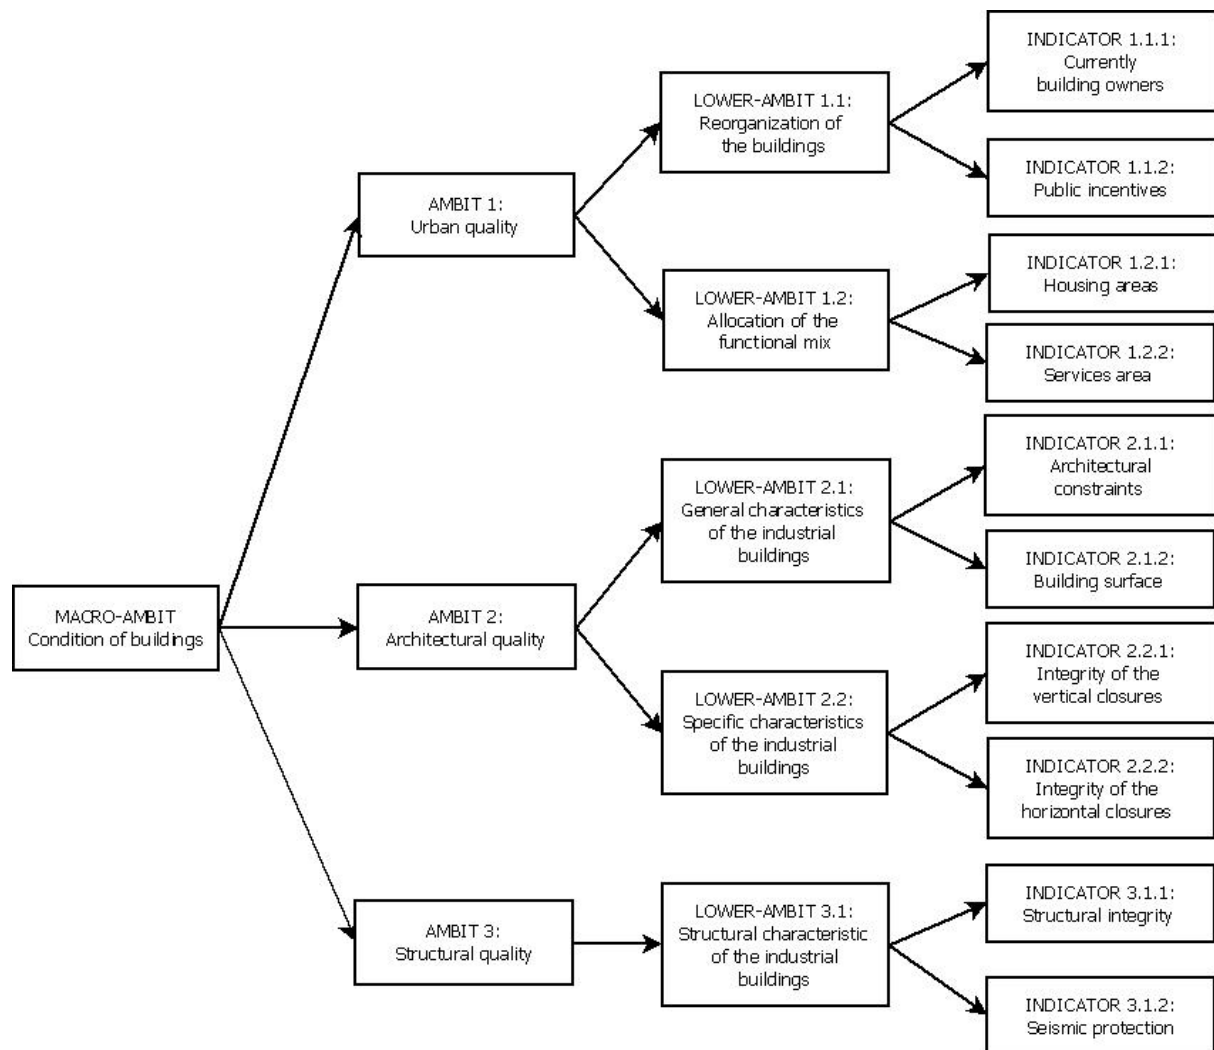 MACRO-AMBIT
Condition of buildings
AMBIT 1:
Urban quality
LOWER-AMBIT 1.1:
Reorganization of
the buildings
INDICATOR 1.1.1:
Currently
building owners
INDICATOR 1.1.2:
Public incentives
LOWER-AMBIT 1.2:
Allocation of the
functional mix
INDICATOR 1.2.1:
Housing areas
INDICATOR 1.2.2:
Services area
AMBIT 2:
Architectural quality
LOWER-AMBIT 2.1:
General characteristics
of the industrial
buildings
INDICATOR 2.1.1:
Architectural
constraints
INDICATOR 2.1.2:
Building surface
LOWER-AMBIT 2.2:
Specific characteristics
of the industrial
buildings
INDICATOR 2.2.1:
Integrity of the
vertical closures
INDICATOR 2.2.2:
Integrity of the
horizontal closures
AMBIT 3:
Structural quality
LOWER-AMBIT 3.1:
Structural characteristic
of the industrial
buildings
INDICATOR 3.1.1:
Structural integrity
INDICATOR 3.1.2:
Seismic protection